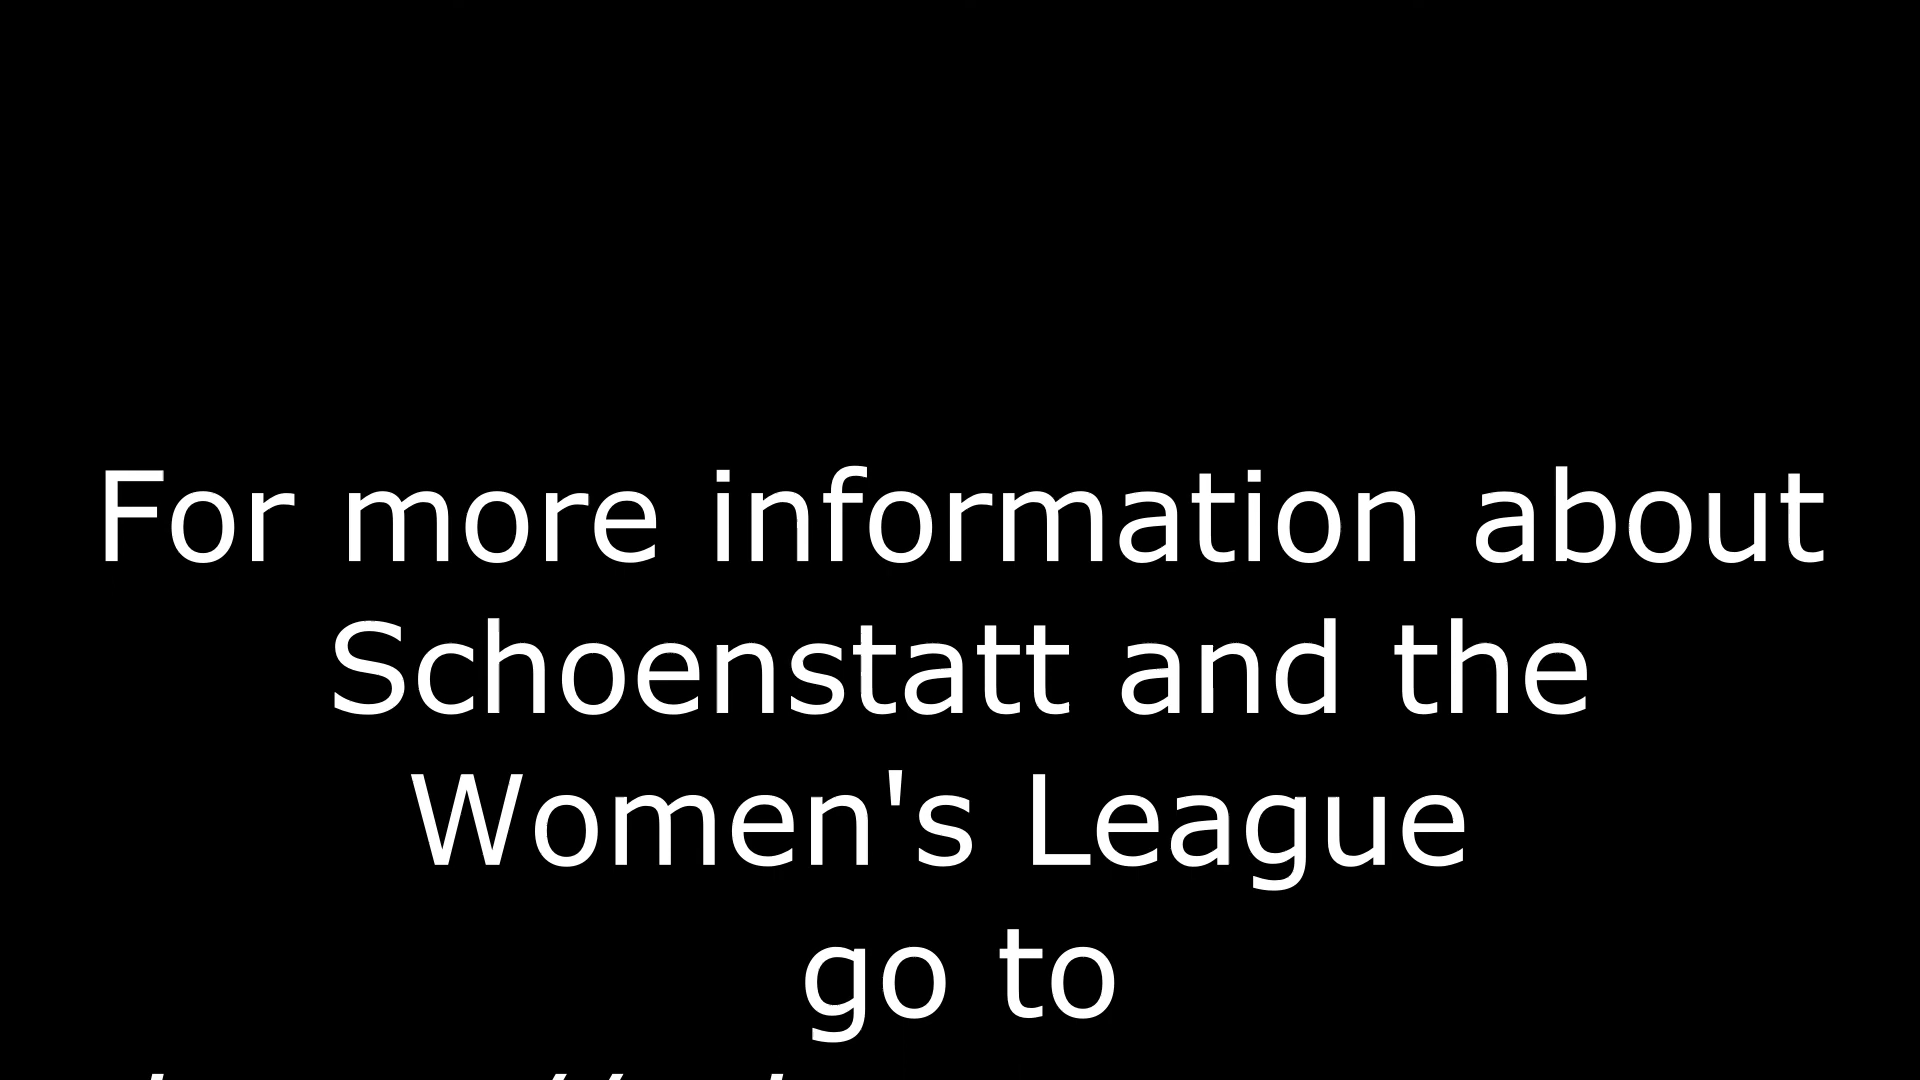 For more information about
Schoenstatt and the
Women's League
go to